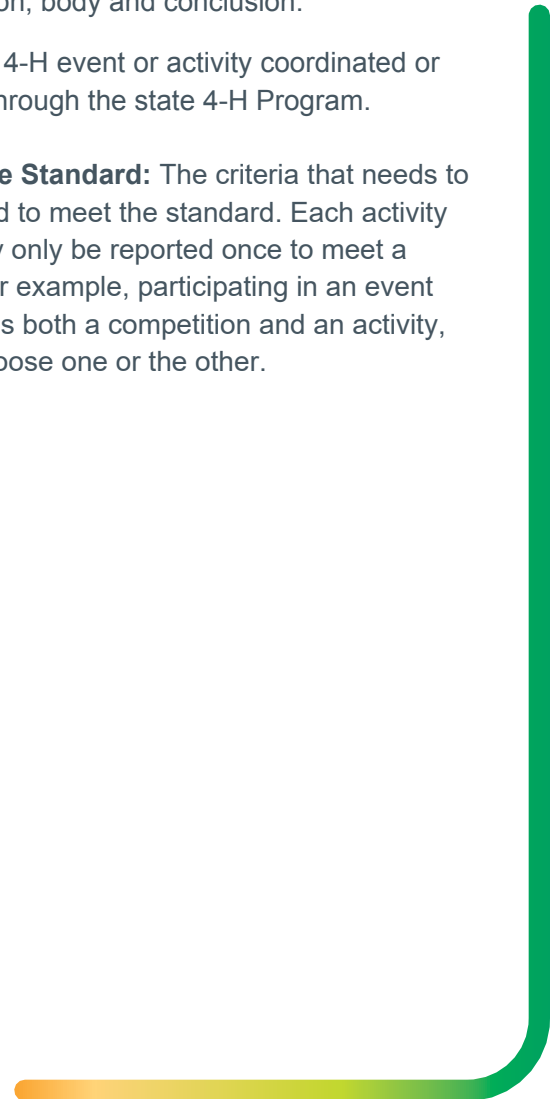 on, body and conclusion.
4-H event or activity coordinated or
hrough the state 4-H Program.
e Standard: The criteria that needs to
d to meet the standard. Each activity
y only be reported once to meet a
r example, participating in an event
s both a competition and an activity,
oose one or the other.